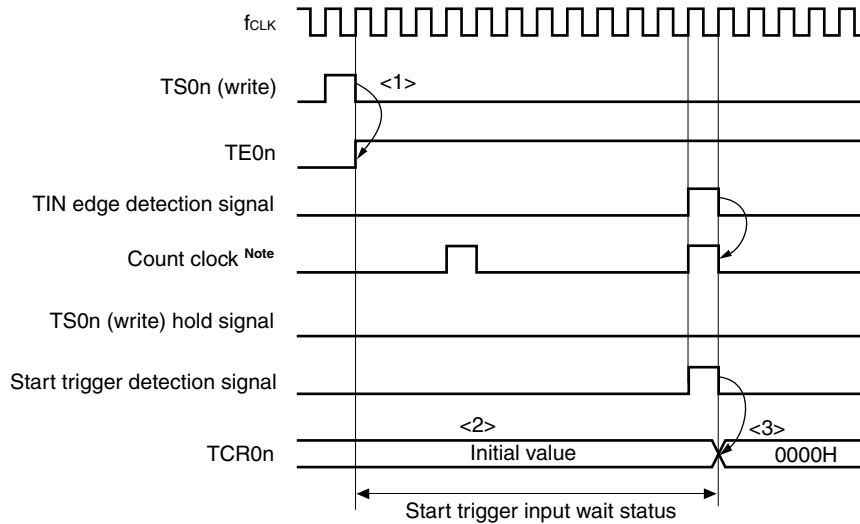 fCLK
TS0n (write)
<1>
TE0n
TIN edge detection signal
Count clock Note
TS0n (write) hold signal
Start trigger detection signal
<2>
<3>
TCR0n
Initial value
0000H
Start trigger input wait status